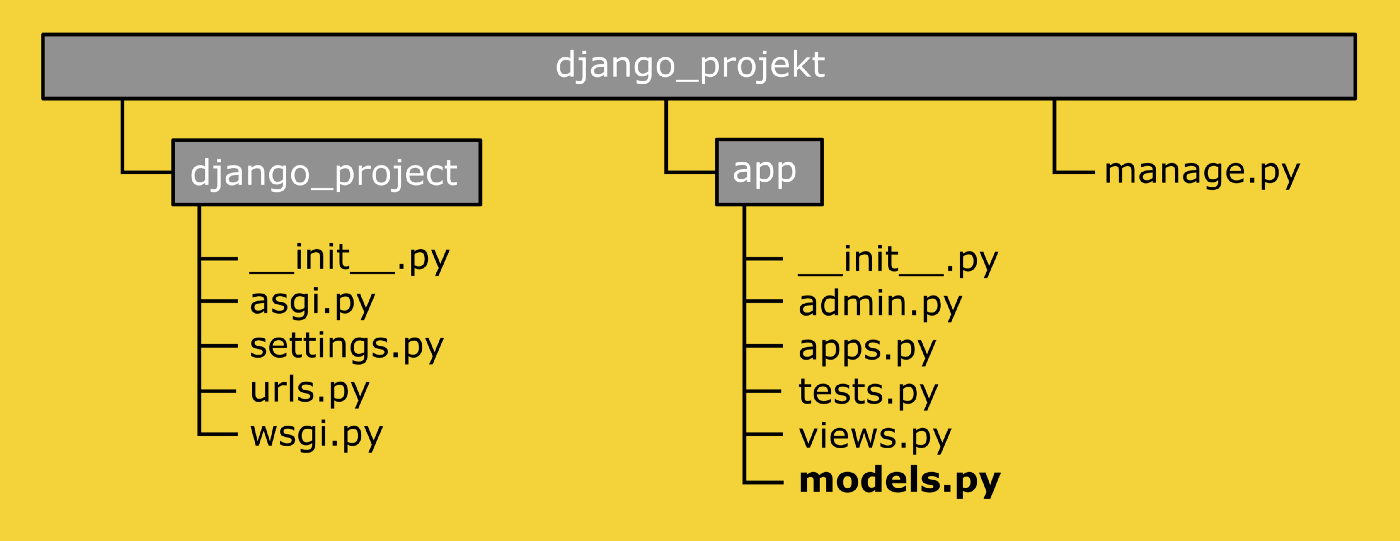 django_projekt
django_project
__init__.py
asgi.py
settings.py
urls.py
wsgi.py
app
__init__.py
admin.py
apps.py
tests.py
views.py
models.py
manage.py